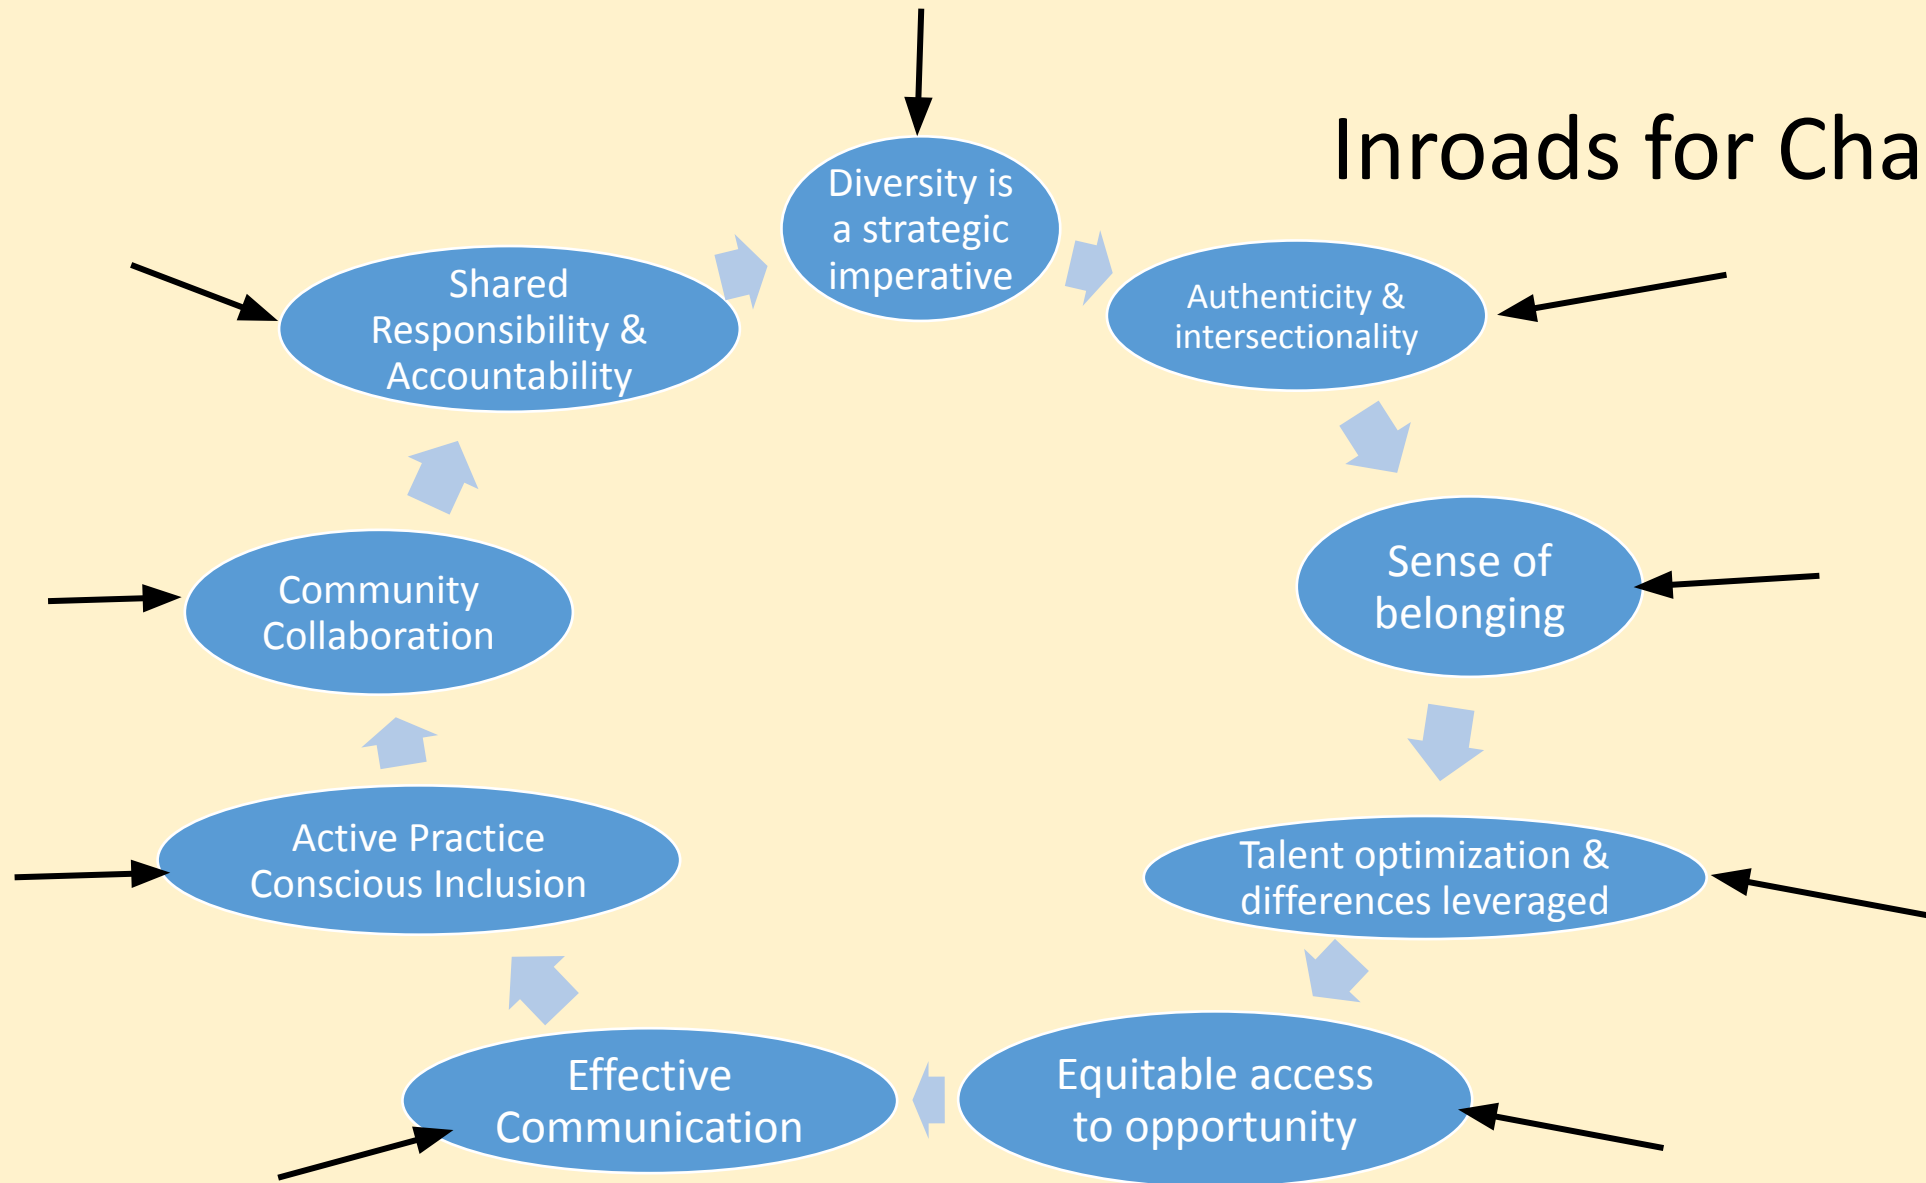 Inroads for Cha
Diversity is
a strategic
imperative
Authenticity &
intersectionality
Sense of
belonging
Talent optimization &
differences leveraged
Equitable access
to opportunity
Effective
Communication
Active Practice
Conscious Inclusion
Community
Collaboration
Shared
Responsibility &
Accountability